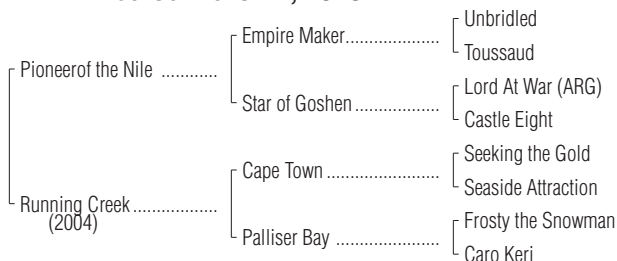 Unbridled
Empire Maker....................
Toussaud
Pioneerof the Nile ............
Lord At War (ARG)
Star of Goshen..................
Castle Eight
Seeking the Gold
Cape Town ........................
Seaside Attraction
Running Creek..................
(2004)
Frosty the Snowman
Palliser Bay ......................
Caro Keri